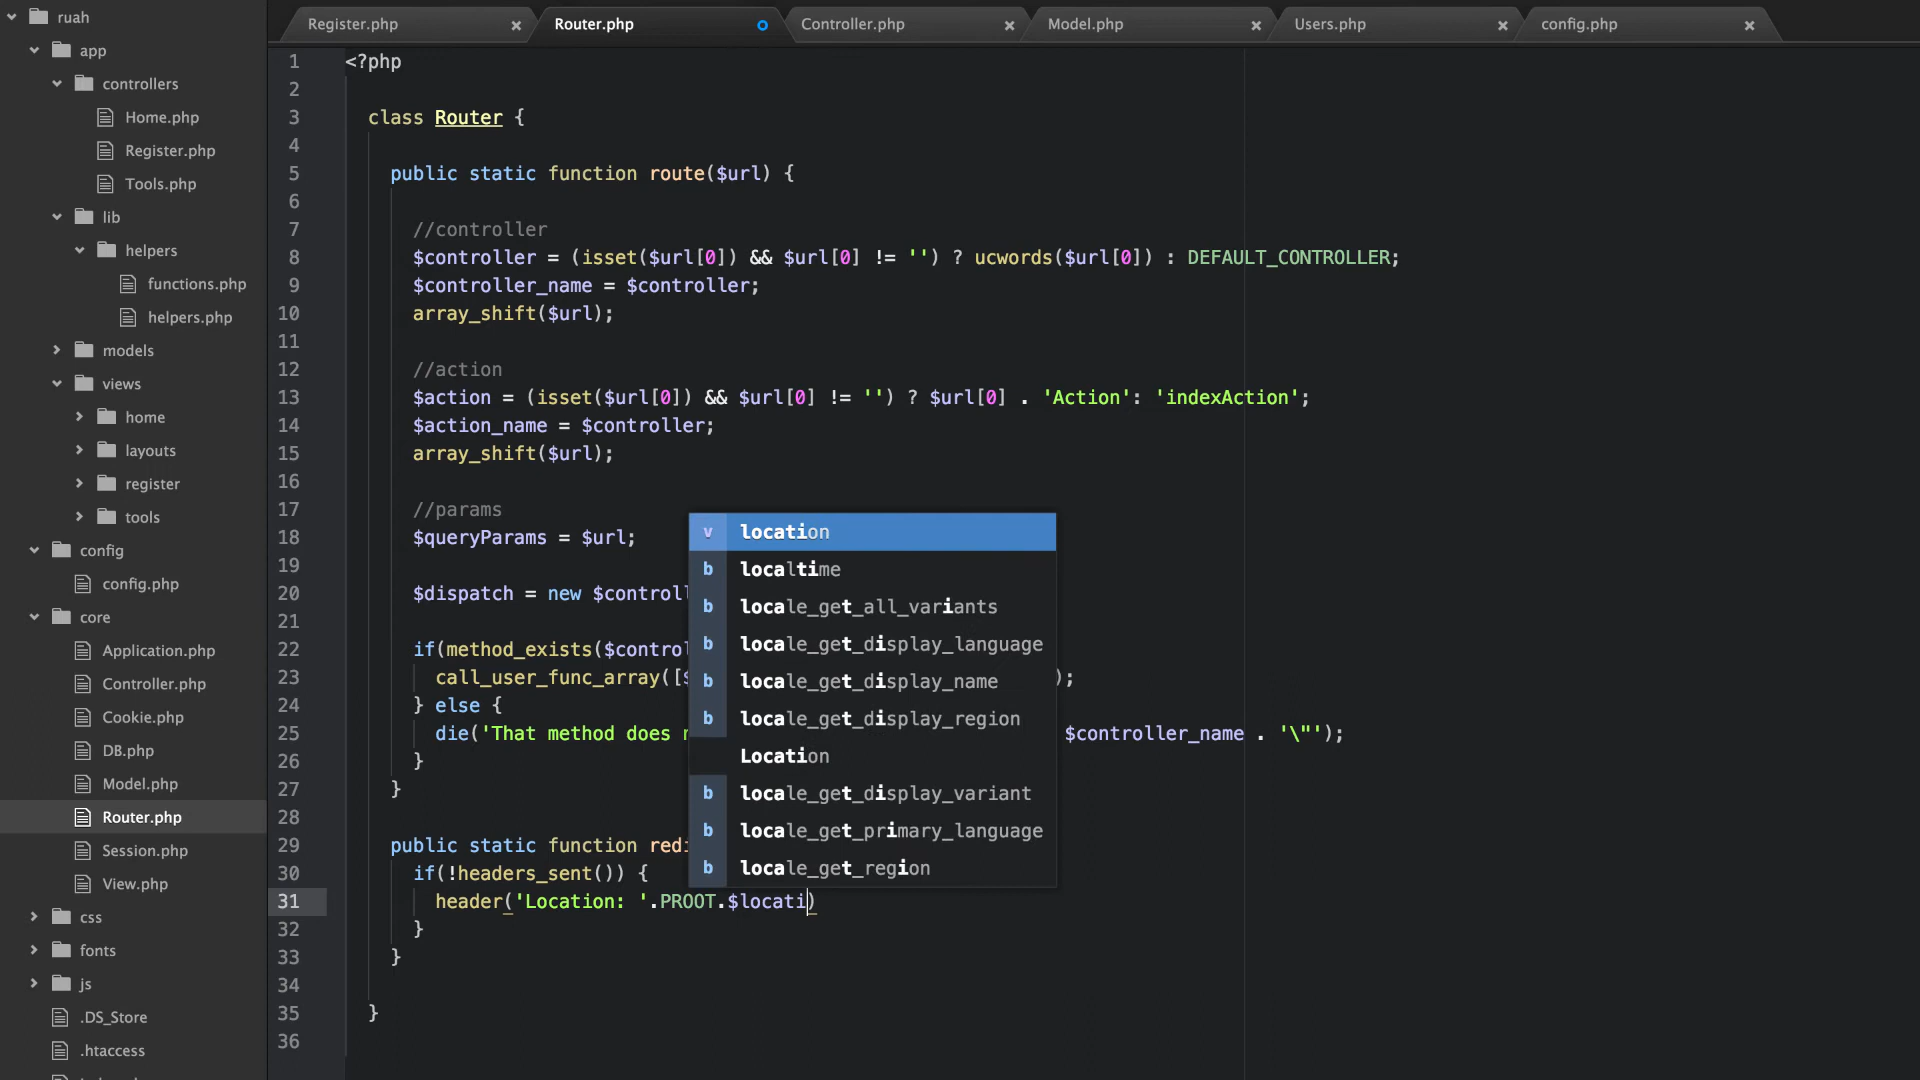 ruah
app
controllers
Home.php
Register.php
Tools.php
lib
helpers
functions.php
helpers.php
models
views
home
layouts
register
tools
config
config.php
core
Application.php
Controller.php
Cookie.php
DB.php
Model.php
Router.php
Session.php
View.php
css
fonts
js
.DS_Store
.htaccess
Register.php
Router.php
Controller.php
Model.php
Users.php
config.php
1 <?php
2
3 class Router {
4
5 public static function route($url) {
6
7 //controller
8 $controller = (isset($url[0]) && $url[0] != '') ? ucwords($url[0]) : DEFAULT_CONTROLLER;
9 $controller_name = $controller;
10 array_shift($url);
11
12 //action
13 $action = (isset($url[0]) && $url[0] != '') ? $url[0] . 'Action': 'indexAction';
14 $action_name = $controller;
15 array_shift($url);
16
17 //params
18 $queryParams = $url;
19
20 $dispatch = new $controll
21
22 if(method_exists($control
23 call_user_func_array([$ );
24 } else {
25 die('That method does $controller_name . '\"');
26 }
27 }
28
29 public static function redi
30 if(!headers_sent()) {
31 header('Location: '.PROOT.$locati)
32 }
33 }
34
35 }
36
v location
b localtime
b locale_get_all_variants
b locale_get_display_language
b locale_get_display_name
b locale_get_display_region
Location
b locale_get_display_variant
b locale_get_primary_language
b locale_get_region